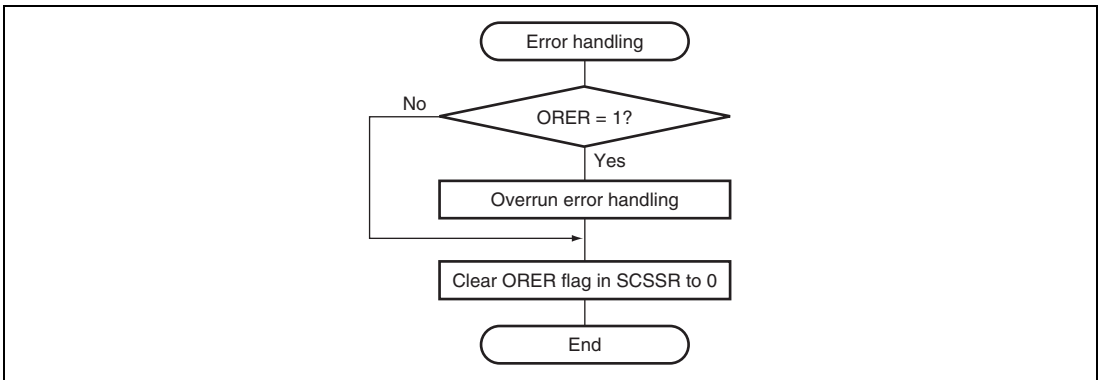 Error handling
No
ORER = 1?
Yes
Overrun error handling
Clear ORER flag in SCSSR to 0
End